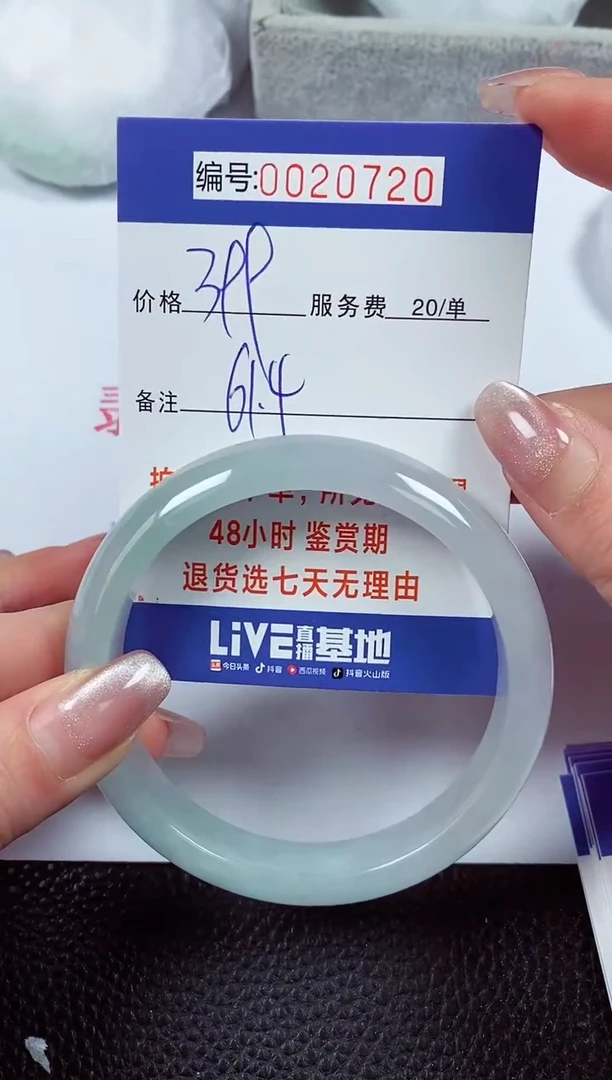 编号:0020720
价格 399 服务费 20/单
备注 61.4
48小时 鉴赏期
退货选七天无理由
LiVE直播基地
今日头条 抖音 西瓜视频 抖音火山版